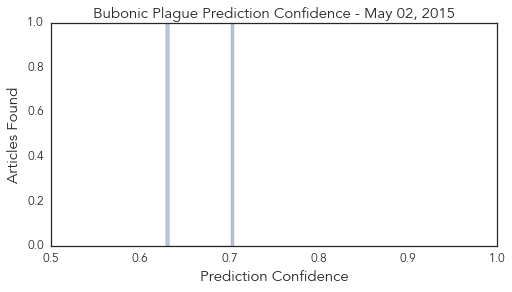 Bubonic Plague Prediction Confidence - May 02, 2015
1.0
0.8
0.6
0.4
0.2
0.0
Articles Found
0.5 0.6 0.7 0.8 0.9 1.0
Prediction Confidence